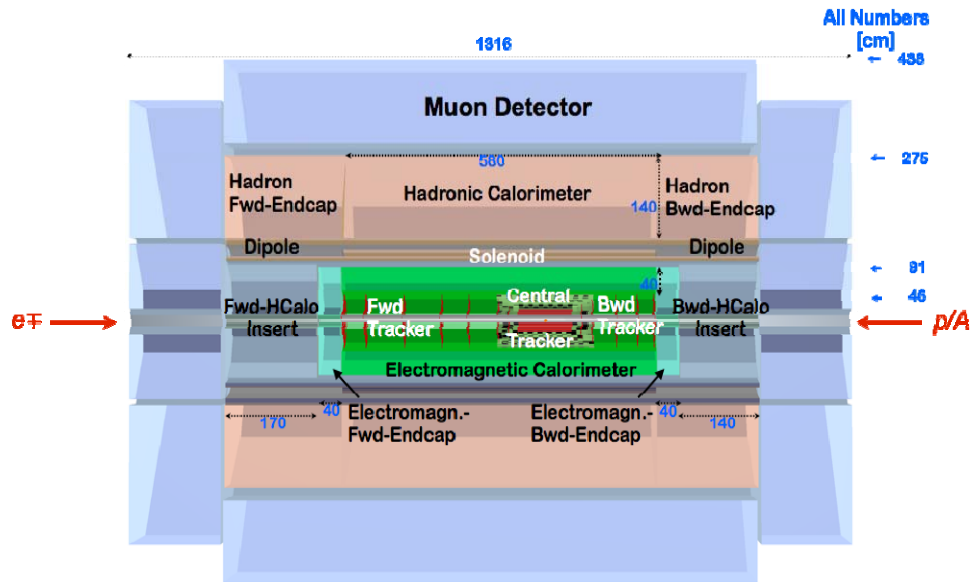 All Numbers
[cm]
1316
436
Muon Detector
275
560
Hadron
Fwd-Endcap
Hadronic Calorimeter
Hadron
Bwd-Endcap
140
Dipole
Dipole
Solenoid
91
40
46
Fwd-HCalo
Insert
Fwd
Tracker
Central
Tracker
Bwd
Tracker
Bwd-HCalo
Insert
e∓
p/A
Electromagnetic Calorimeter
170
40
Electromagn.-
Fwd-Endcap
Electromagn.-
Bwd-Endcap
40
140